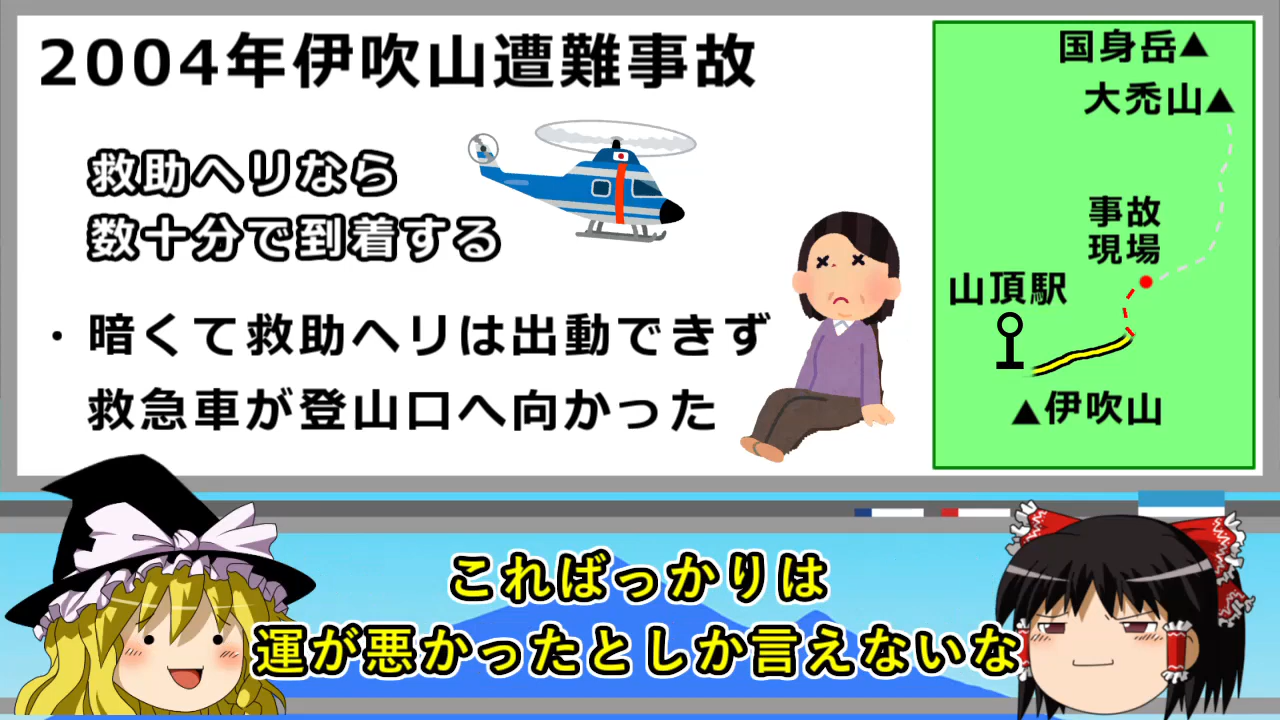 2004年伊吹山遭難事故
救助ヘリなら
数十分で到着する
・暗くて救助ヘリは出動できず
救急車が登山口へ向かった
国身岳▲
大禿山▲
事故
現場
山頂駅
▲伊吹山
こればっかりは
運が悪かったとしか言えないな